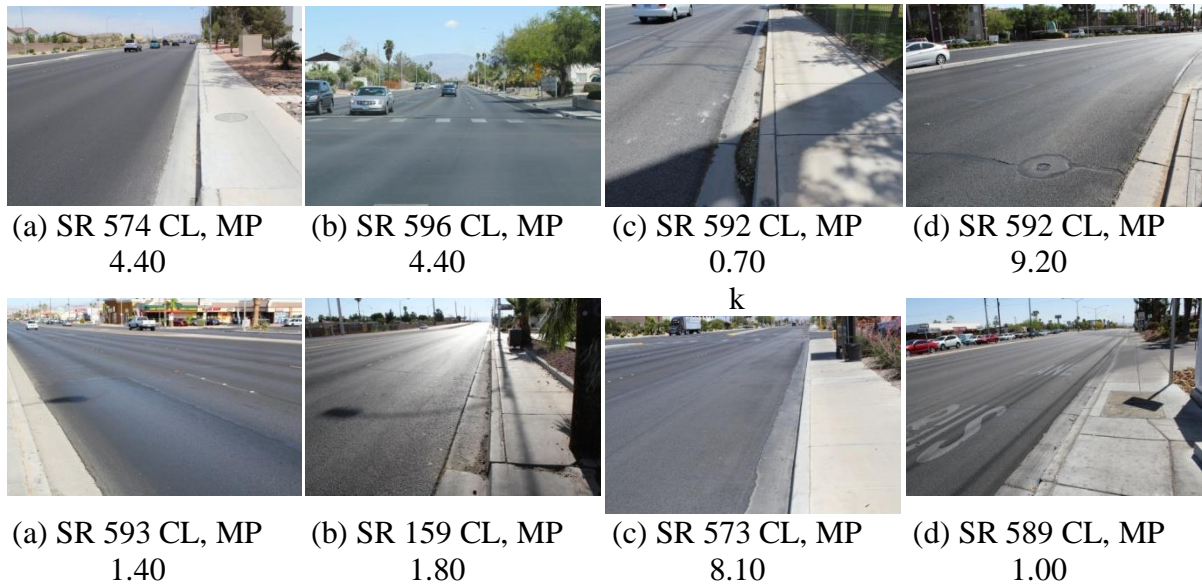 (a) SR 574 CL, MP (b) SR 596 CL, MP (c) SR 592 CL, MP (d) SR 592 CL, MP
4.40 4.40 0.70 9.20
k
(a) SR 593 CL, MP (b) SR 159 CL, MP (c) SR 573 CL, MP (d) SR 589 CL, MP
1.40 1.80 8.10 1.00